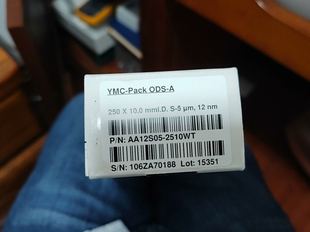 YMC-Pack ODS-A
250 X 10.0 mmI.D. S-5 µm, 12 nm
P/N: AA12S05-2510WT
S/N: 106ZA70188 Lot: 15351